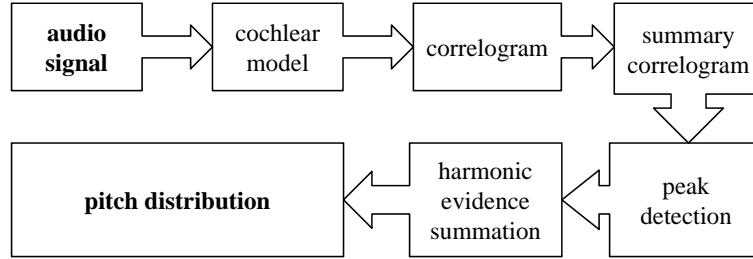 audio
signal
cochlear
model
correlogram
summary
correlogram
pitch distribution
harmonic
evidence
summation
peak
detection